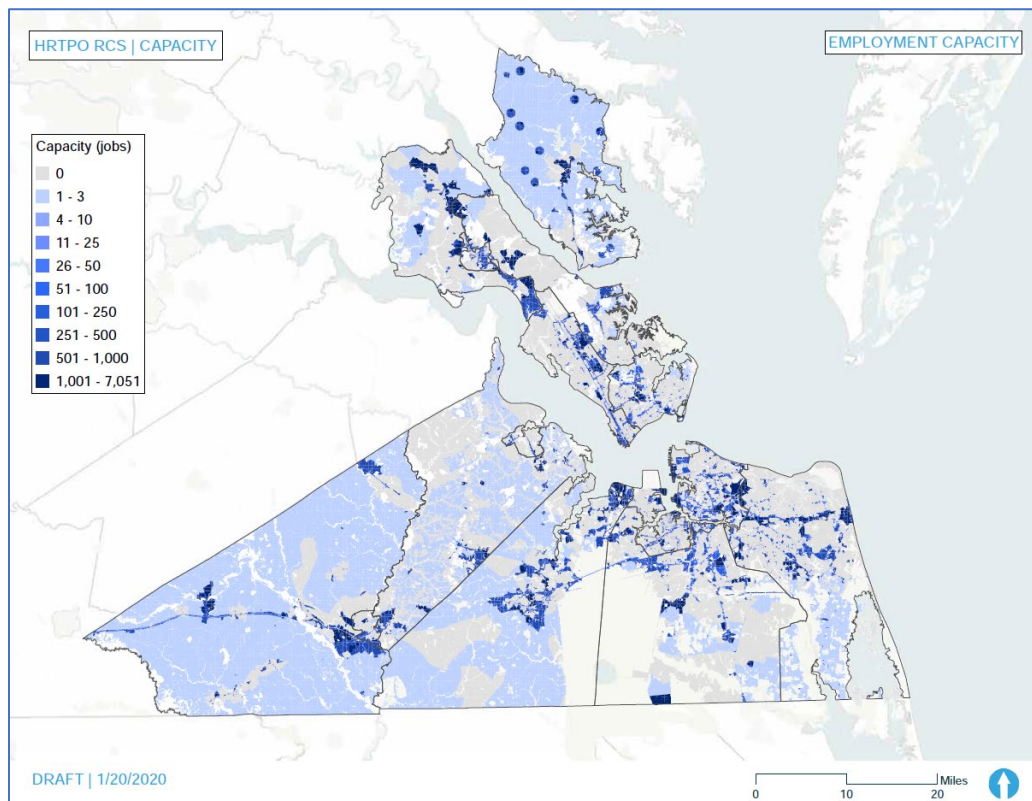 HRTPO RCS | CAPACITY
EMPLOYMENT CAPACITY
Capacity (jobs)
0
1 - 3
4 - 10
11 - 25
26 - 50
51 - 100
101 - 250
251 - 500
501 - 1,000
1,001 - 7,051
DRAFT | 1/20/2020
Miles
0 10 20